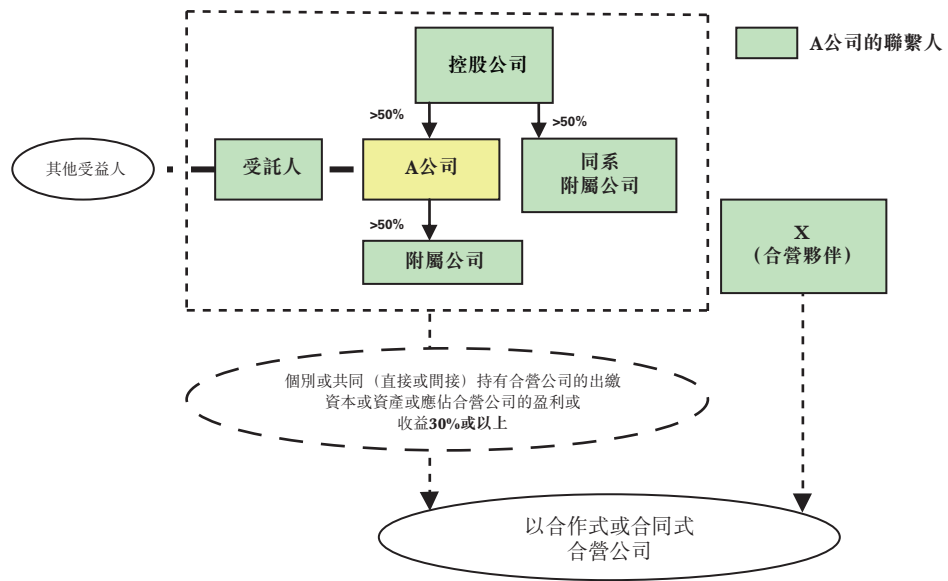 A公司的聯繫人
控股公司
>50%
>50%
其他受益人
受託人
A公司
同系
附屬公司
>50%
附屬公司
X
(合營夥伴)
個別或共同（直接或間接）持有合營公司的出繳
資本或資產或應佔合營公司的盈利或
收益30%或以上
以合作式或合同式
合營公司